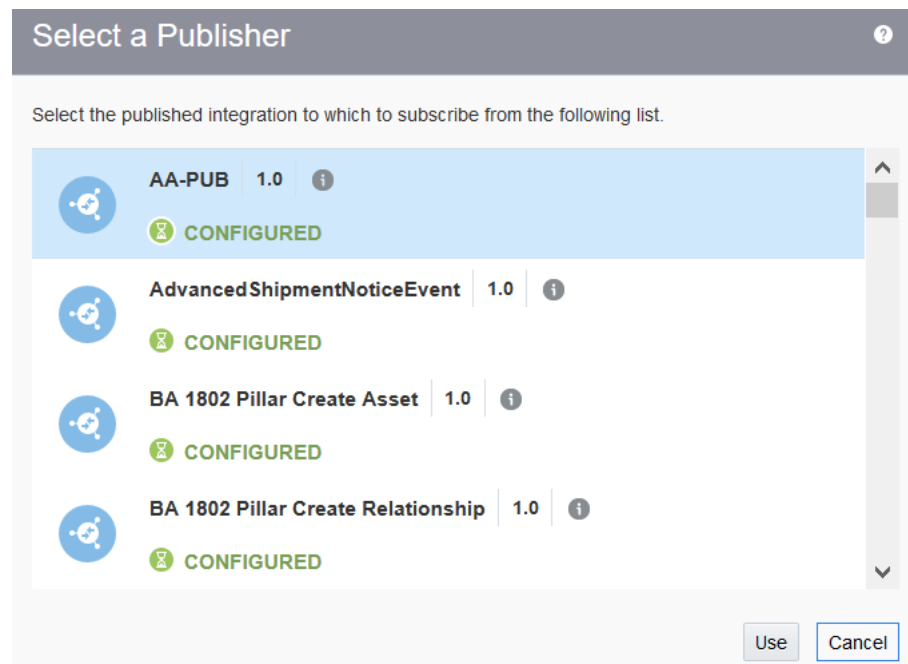 Select a Publisher
Select the published integration to which to subscribe from the following list.
AA-PUB 1.0
CONFIGURED
AdvancedShipmentNoticeEvent 1.0
CONFIGURED
BA 1802 Pillar Create Asset 1.0
CONFIGURED
BA 1802 Pillar Create Relationship 1.0
CONFIGURED
Use Cancel